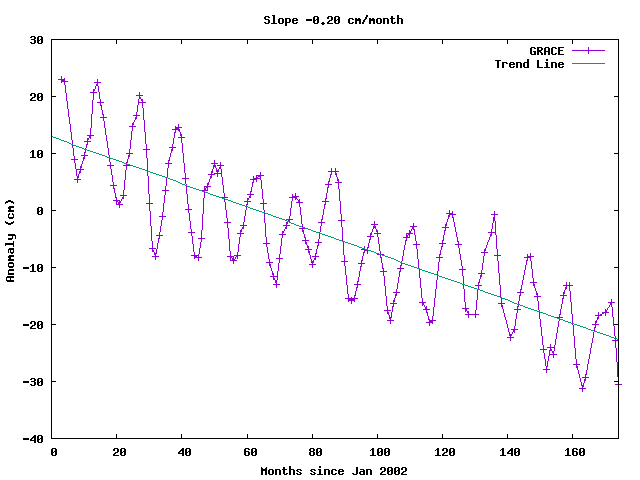 Slope -0.20 cm/month
30
20
10
0
-10
-20
-30
-40
Anomaly (cm)
GRACE
Trend Line
0 20 40 60 80 100 120 140 160
Months since Jan 2002